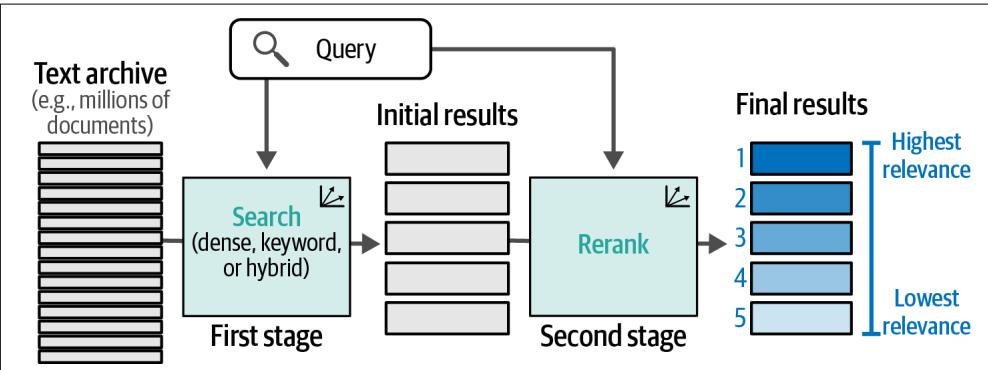 Query
Text archive
(e.g., millions of
documents)
Search
(dense, keyword,
or hybrid)
First stage
Initial results
Rerank
Second stage
Final results
1
2
3
4
5
Highest
relevance
Lowest
relevance